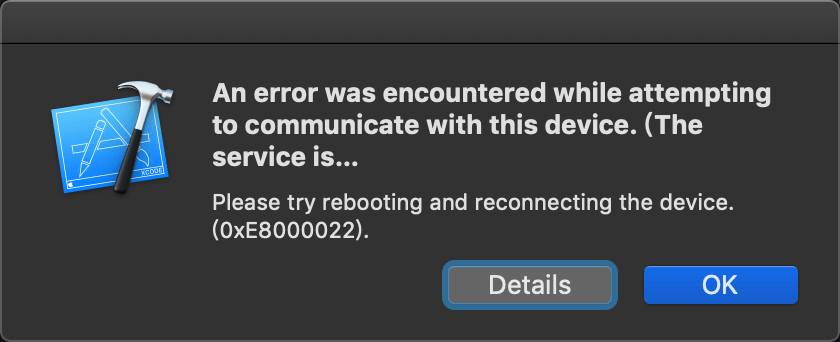 An error was encountered while attempting
to communicate with this device. (The
service is...
Please try rebooting and reconnecting the device.
(0xE8000022).
XCODE
Details
OK